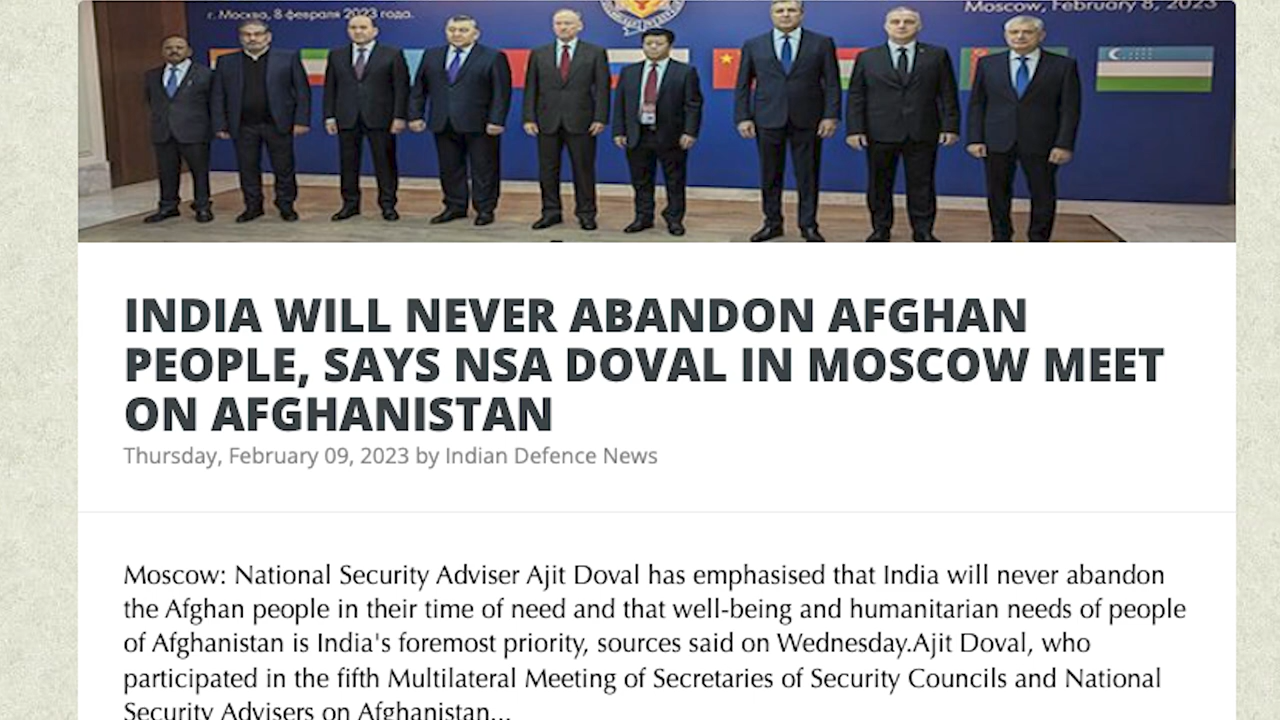 г. Москва, 8 февраля 2023 года.
Moscow, February 8, 2023
INDIA WILL NEVER ABANDON AFGHAN
PEOPLE, SAYS NSA DOVAL IN MOSCOW MEET
ON AFGHANISTAN
Thursday, February 09, 2023 by Indian Defence News
Moscow: National Security Adviser Ajit Doval has emphasised that India will never abandon
the Afghan people in their time of need and that well-being and humanitarian needs of people
of Afghanistan is India's foremost priority, sources said on Wednesday.Ajit Doval, who
participated in the fifth Multilateral Meeting of Secretaries of Security Councils and National
Security Advisers on Afghanistan...